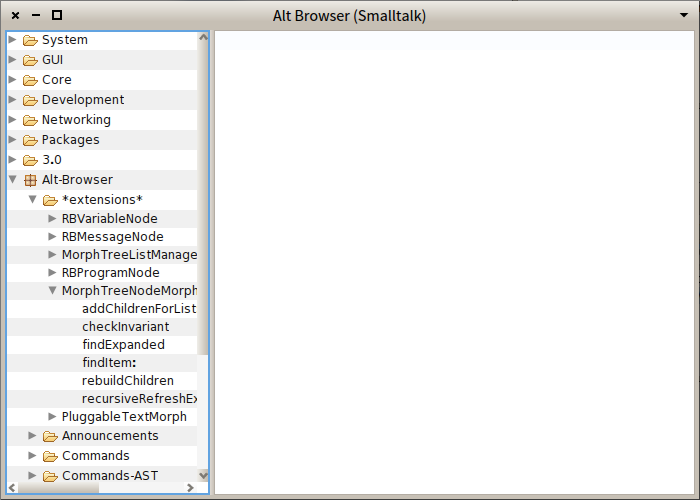 Alt Browser (Smalltalk)
System
GUI
Core
Development
Networking
Packages
3.0
Alt-Browser
*extensions*
RBVariableNode
RBMessageNode
MorphTreeListManage
RBProgramNode
MorphTreeNodeMorph
addChildrenForList
checkInvariant
findExpanded
findItem:
rebuildChildren
recursiveRefreshEx
PluggableTextMorph
Announcements
Commands
Commands-AST